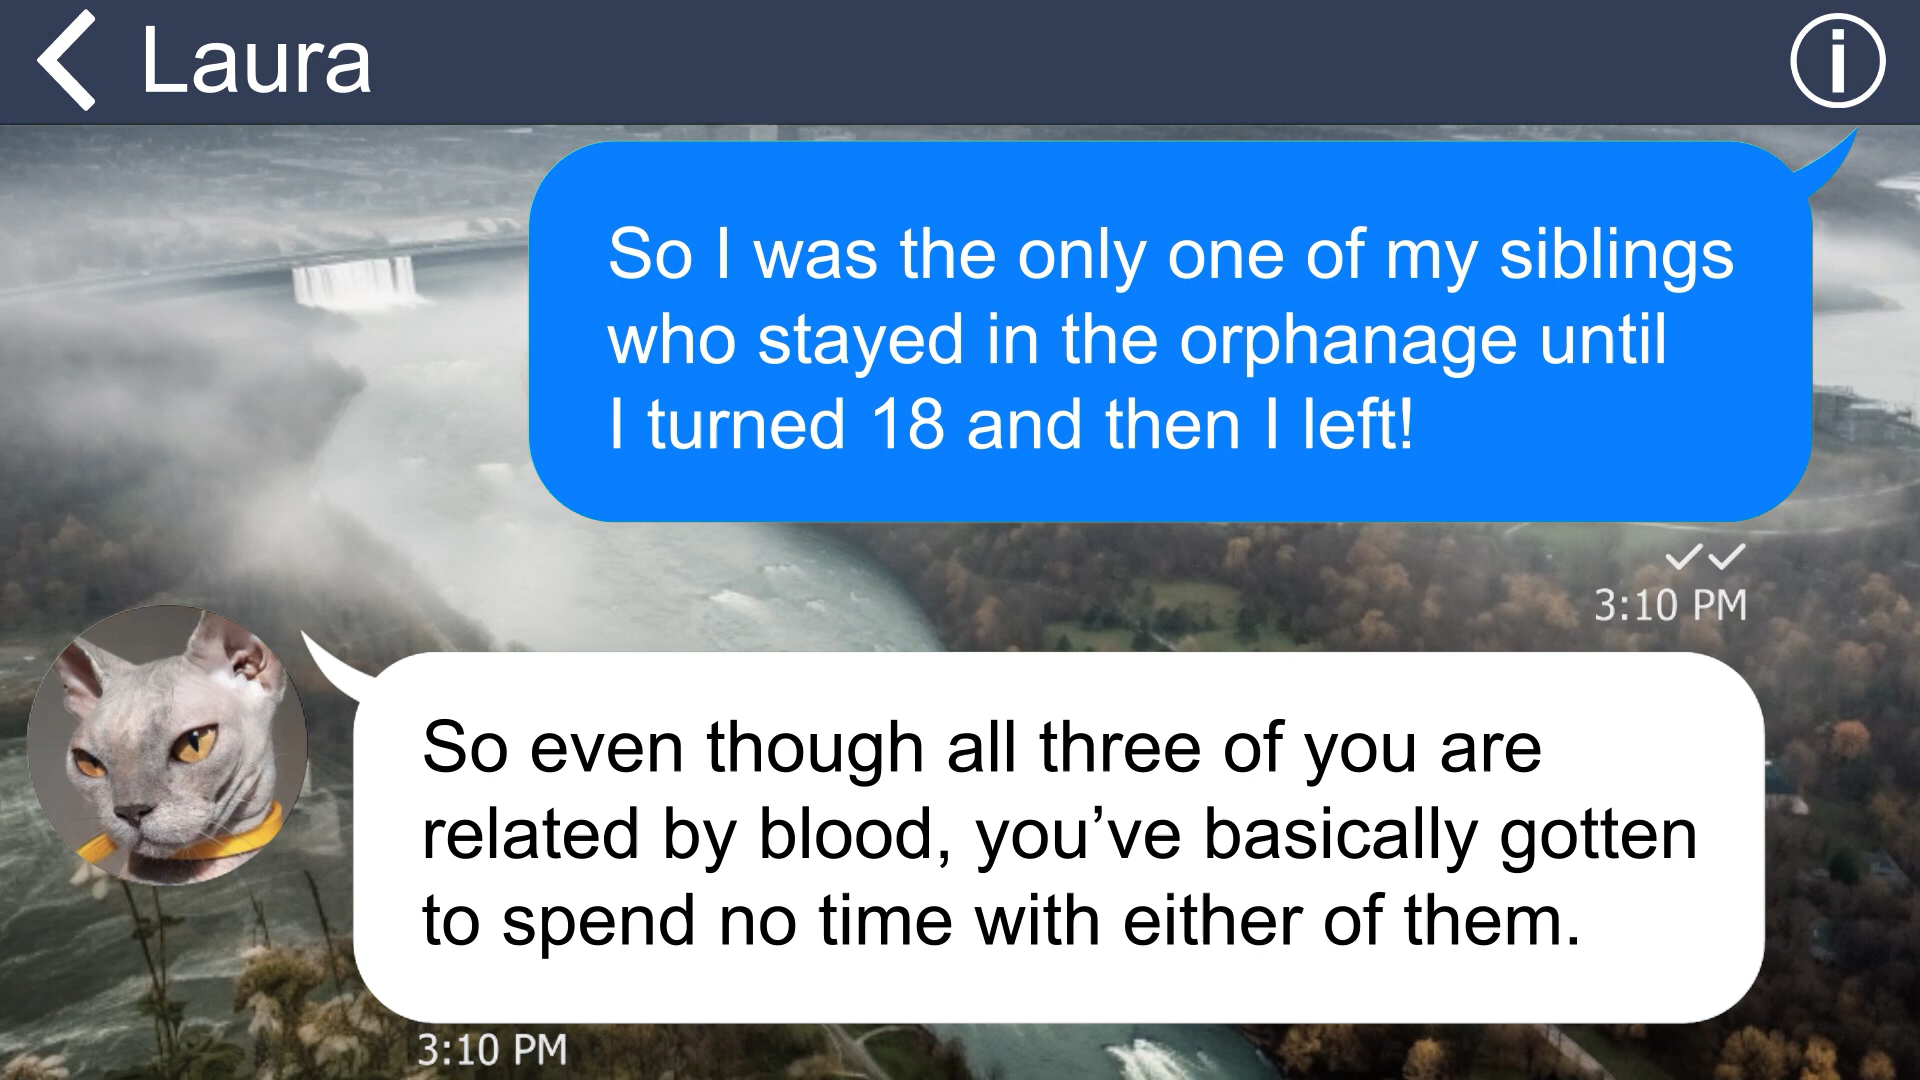 Laura
So I was the only one of my siblings
who stayed in the orphanage until
I turned 18 and then I left!
3:10 PM
So even though all three of you are
related by blood, you’ve basically gotten
to spend no time with either of them.
3:10 PM